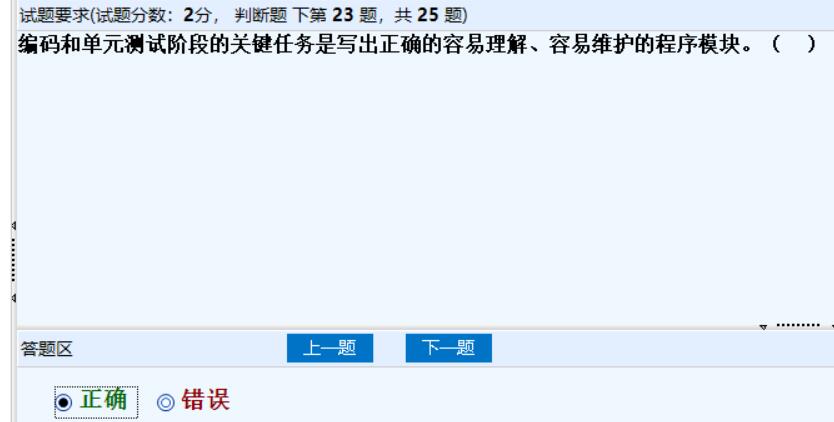 试题要求(试题分数：2分， 判断题 下第 23 题，共 25 题)
编码和单元测试阶段的关键任务是写出正确的容易理解、容易维护的程序模块。（　）
答题区 上一题 下一题
正确 错误